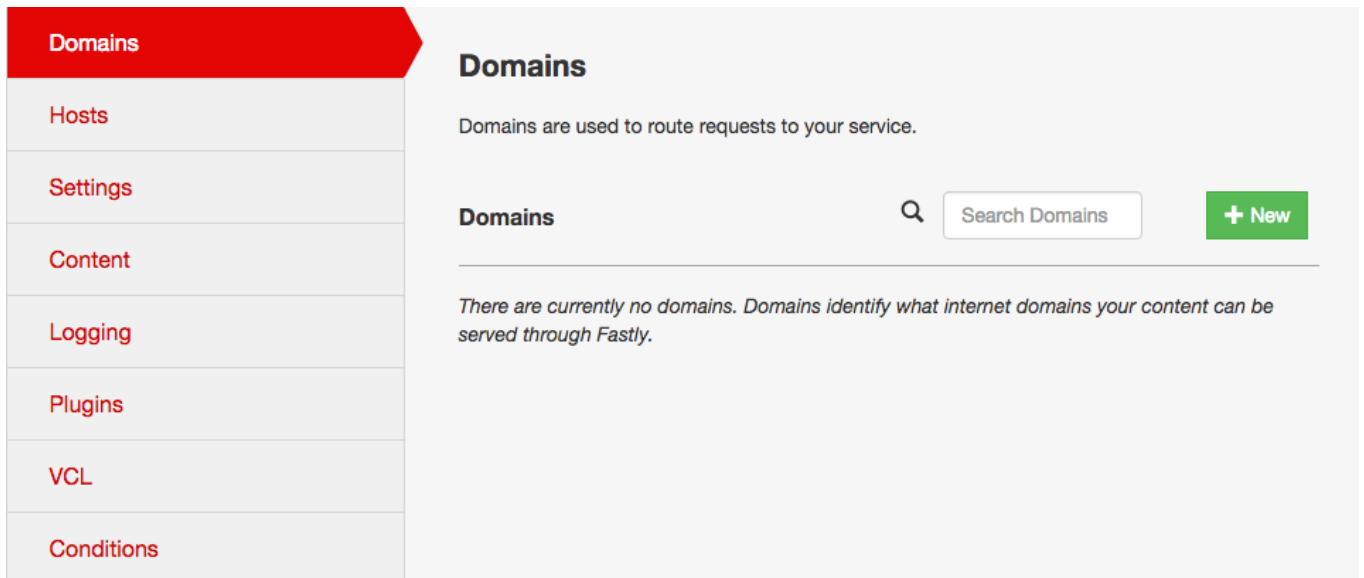 Domains
Hosts
Settings
Content
Logging
Plugins
VCL
Conditions
Domains
Domains are used to route requests to your service.
Domains
Search Domains
+ New
There are currently no domains. Domains identify what internet domains your content can be
served through Fastly.